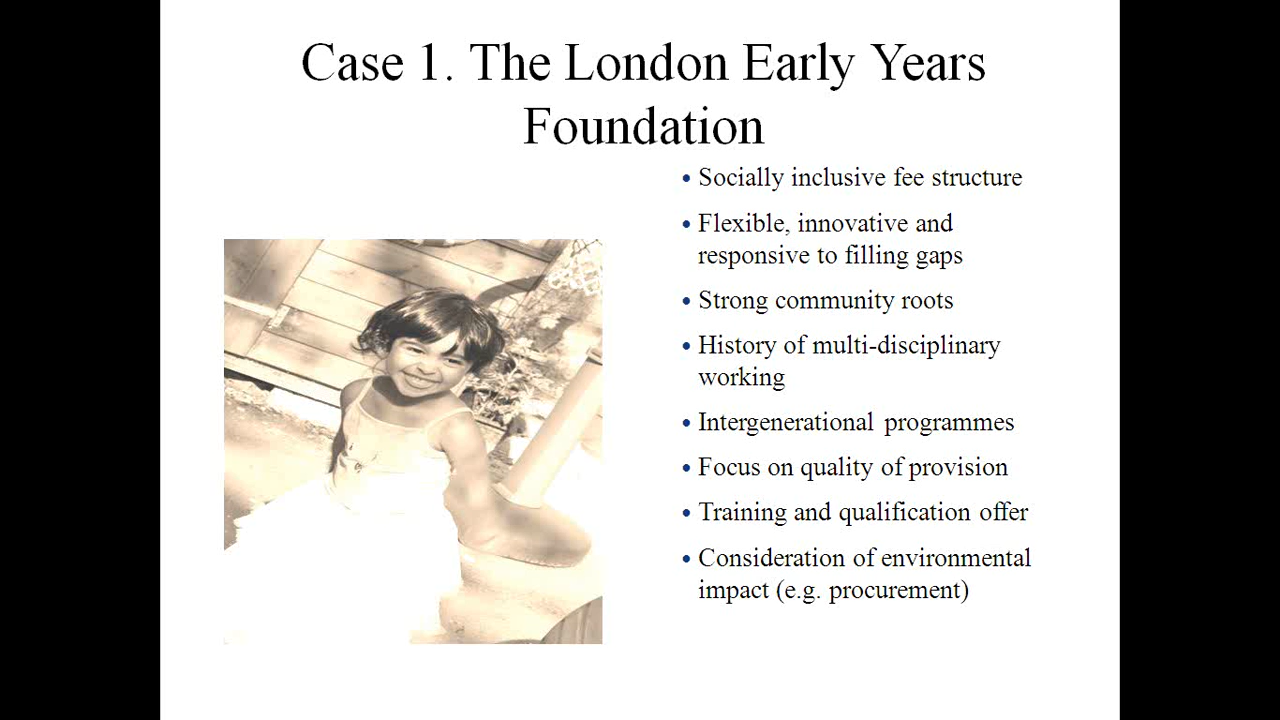 Case 1. The London Early Years
Foundation
• Socially inclusive fee structure
• Flexible, innovative and
responsive to filling gaps
• Strong community roots
• History of multi-disciplinary
working
• Intergenerational programmes
• Focus on quality of provision
• Training and qualification offer
• Consideration of environmental
impact (e.g. procurement)